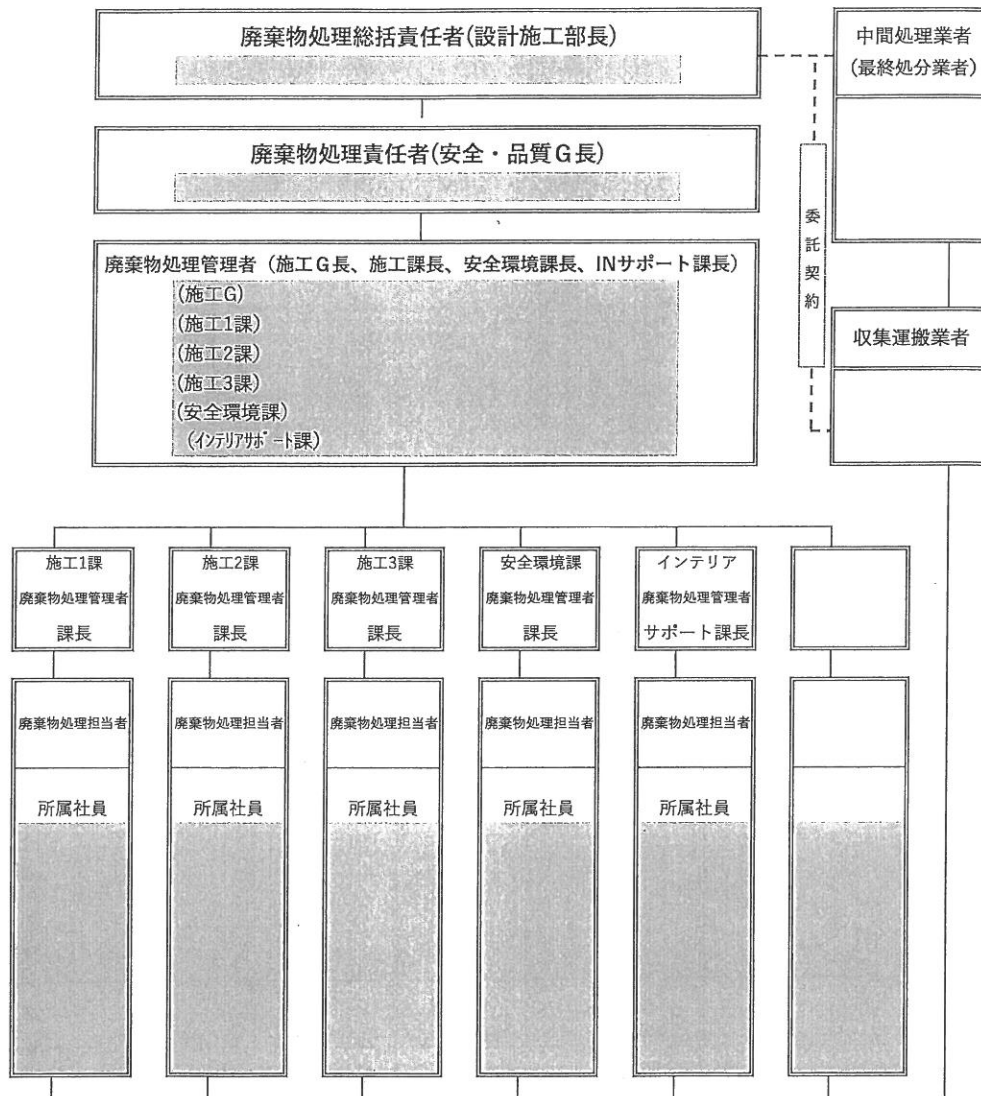 廃棄物処理総括責任者(設計施工部長)
中間処理業者
(最終処分業者)
廃棄物処理責任者(安全・品質G長)
委託契約
廃棄物処理管理者(施工G長、施工課長、安全環境課長、INサポート課長)
(施工G)
(施工1課)
(施工2課)
(施工3課)
(安全環境課)
(インテリアサポート課)
収集運搬業者
施工1課
廃棄物処理管理者
課長
施工2課
廃棄物処理管理者
課長
施工3課
廃棄物処理管理者
課長
安全環境課
廃棄物処理管理者
課長
インテリア
廃棄物処理管理者
サポート課長
廃棄物処理担当者
所属社員
廃棄物処理担当者
所属社員
廃棄物処理担当者
所属社員
廃棄物処理担当者
所属社員
廃棄物処理担当者
所属社員